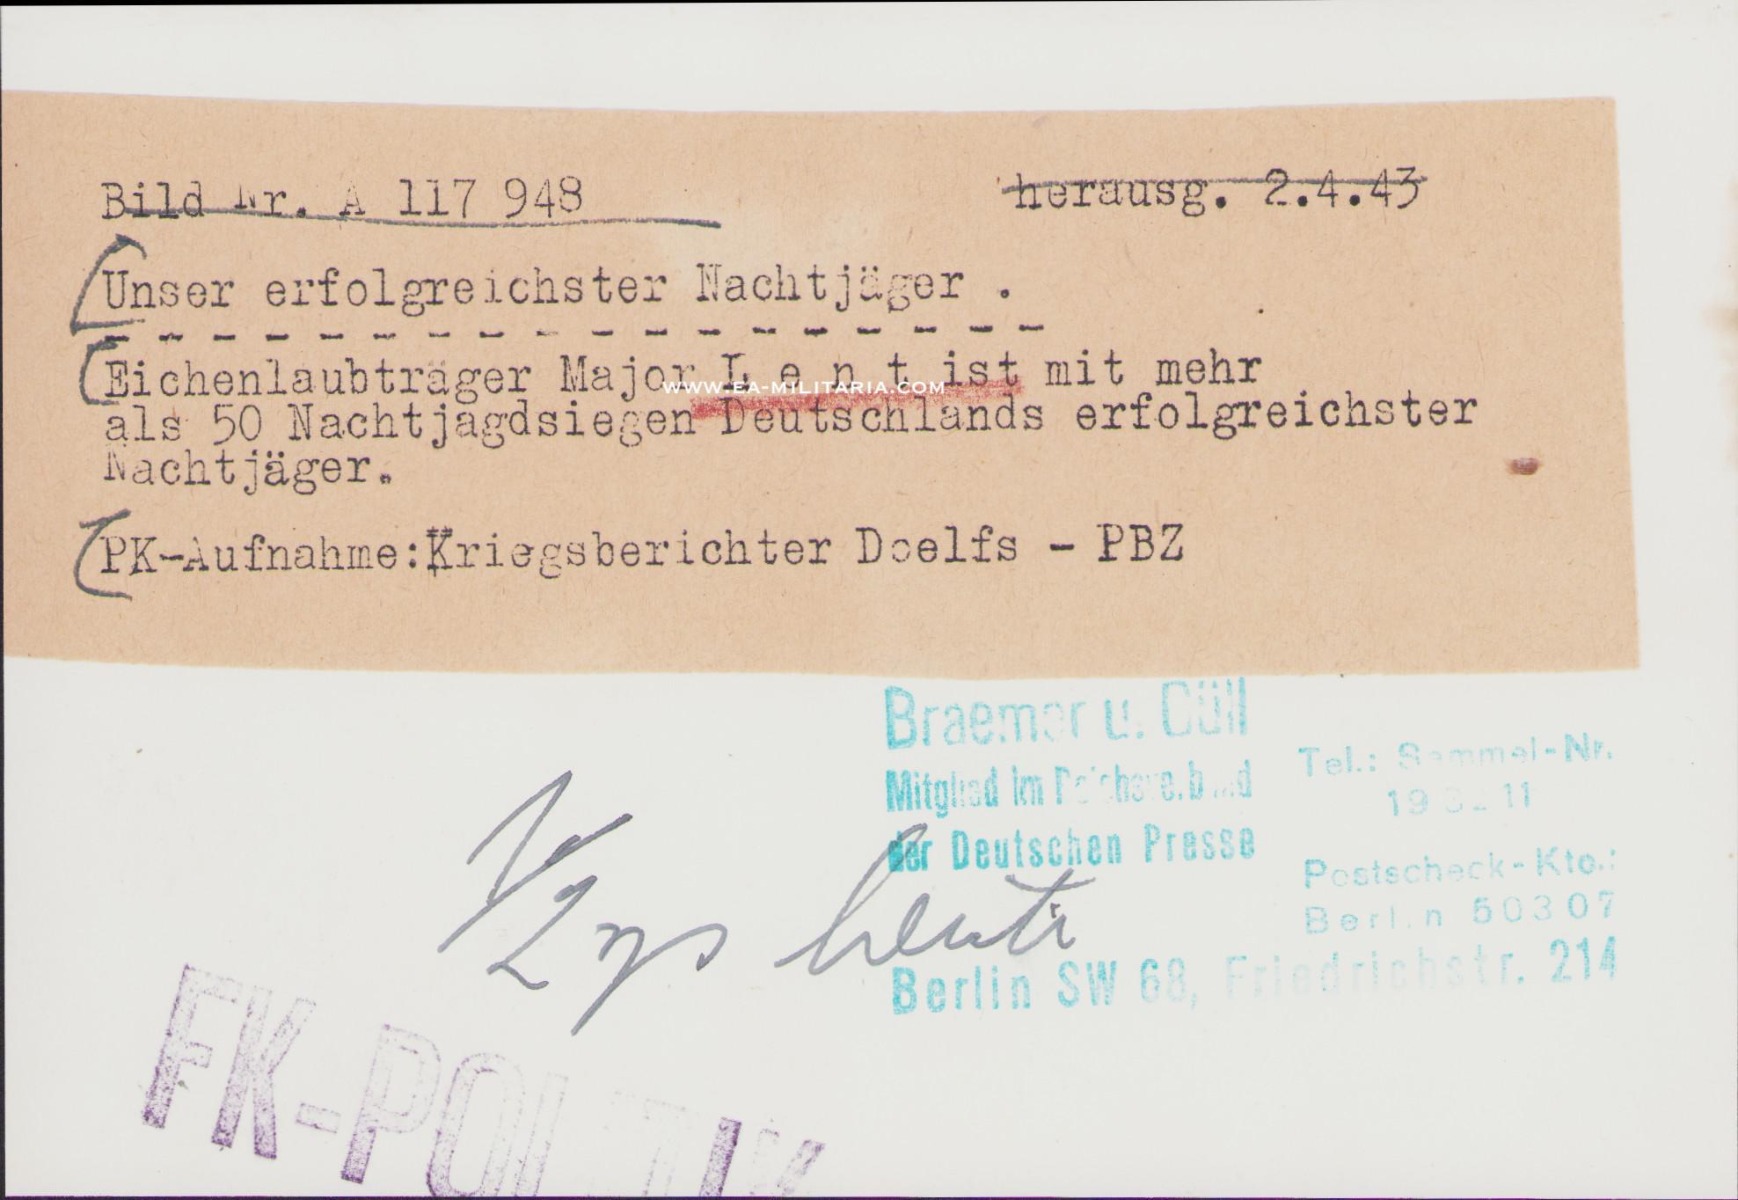 Bild Nr. A 117 948
herausg. 2.4.43
Unser erfolgreichster Nachtjäger .
- - - - - - - - - - - - - - - - - -
Eichenlaubträger Major L e n t ist mit mehr
WWW.EA-MILITARIA.COM
als 50 Nachtjagdsiegen Deutschlands erfolgreichster
Nachtjäger.
PK-Aufnahme:Kriegsberichter Doelfs - PBZ
Braemer u. Güll
Mitglied im
der Deutschen Presse
Tel.: Sammel-Nr.
Postscheck-Kto.:
Berlin 50307
Berlin SW 68, Friedrichstr. 214
FK-POLITIK